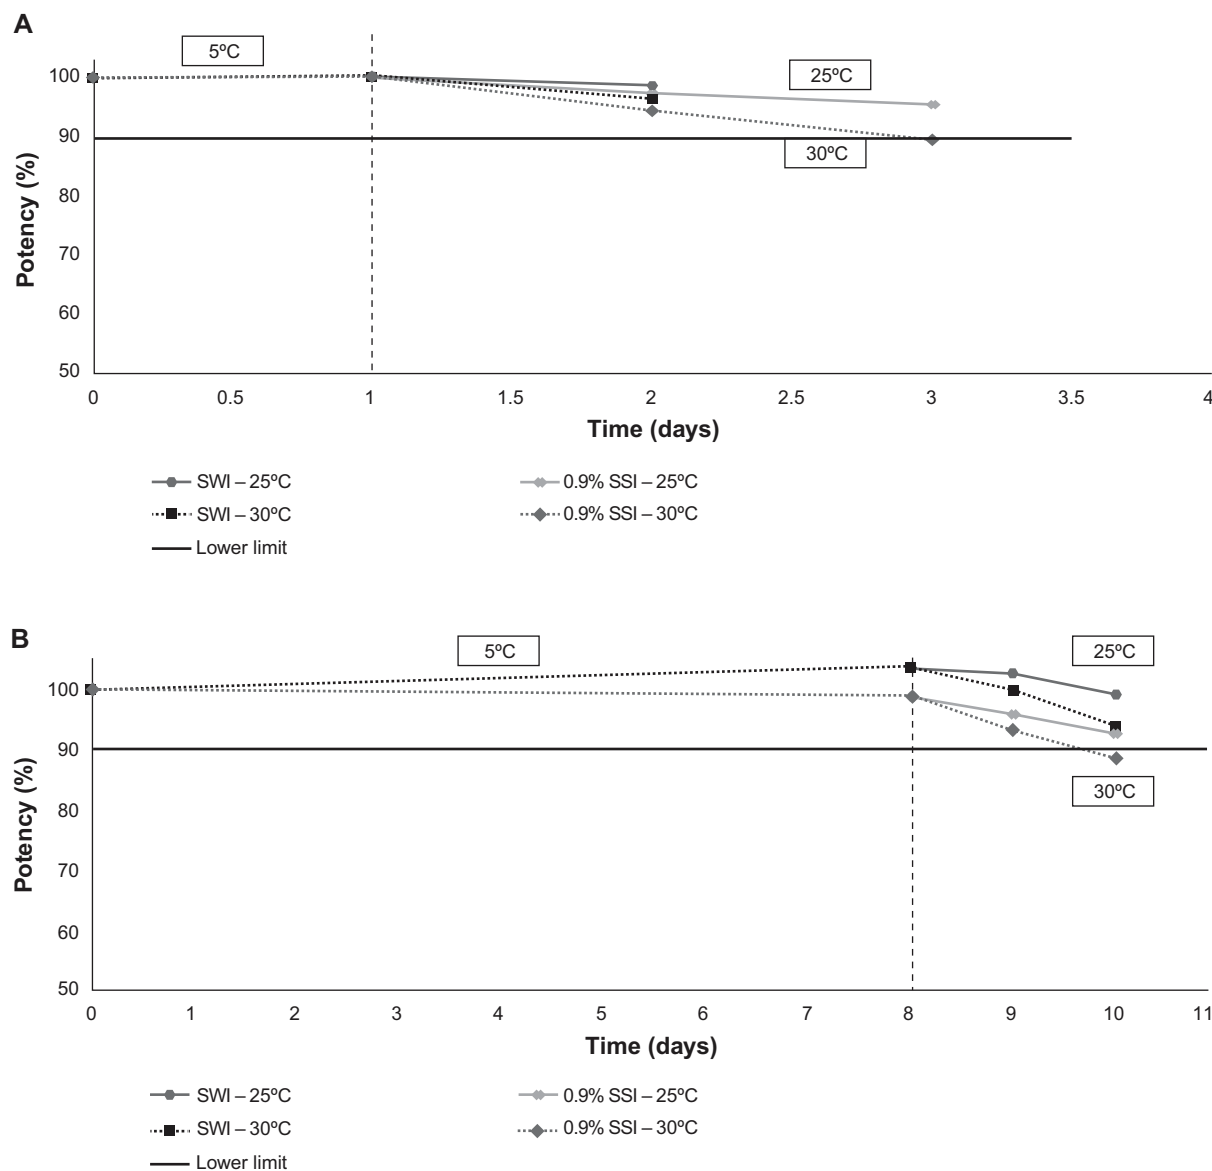 A
5ºC
25ºC
30ºC
100
90
80
70
60
50
Potency (%)
0 0.5 1 1.5 2 2.5 3 3.5 4
Time (days)
SWI – 25ºC 0.9% SSI – 25ºC
SWI – 30ºC 0.9% SSI – 30ºC
Lower limit
B
5ºC
25ºC
30ºC
100
90
80
70
60
50
Potency (%)
0 1 2 3 4 5 6 7 8 9 10 11
Time (days)
SWI – 25ºC 0.9% SSI – 25ºC
SWI – 30ºC 0.9% SSI – 30ºC
Lower limit